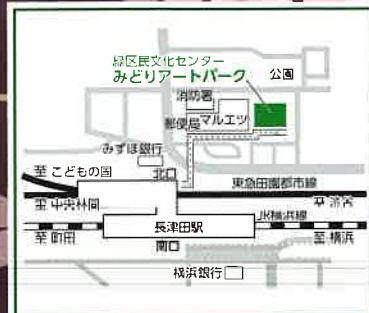 緑区民文化センター
みどりアートパーク
公園
消防署
郵便局
マルエツ
みずほ銀行
至 こどもの国
北口
東急田園都市線
至 中央林間
至 渋谷
長津田駅
JR横浜線
至 町田
南口
至 横浜
横浜銀行